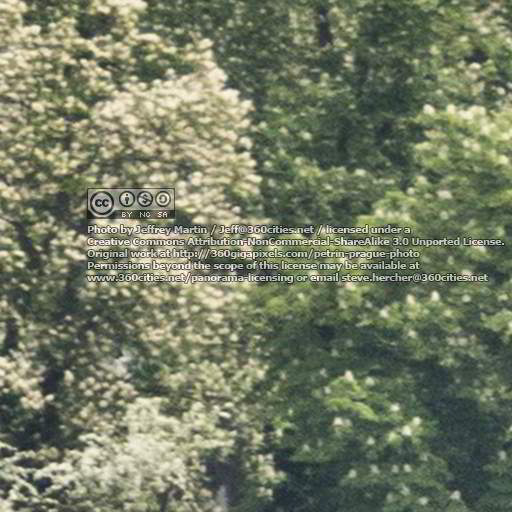 cc BY NC SA
Photo by Jeffrey Martin / Jeff@360cities.net / licensed under a
Creative Commons Attribution-NonCommercial-ShareAlike 3.0 Unported License.
Original work at http:///360gigapixels.com/petrin-prague-photo
Permissions beyond the scope of this license may be available at
www.360cities.net/panorama-licensing or email steve.hercher@360cities.net